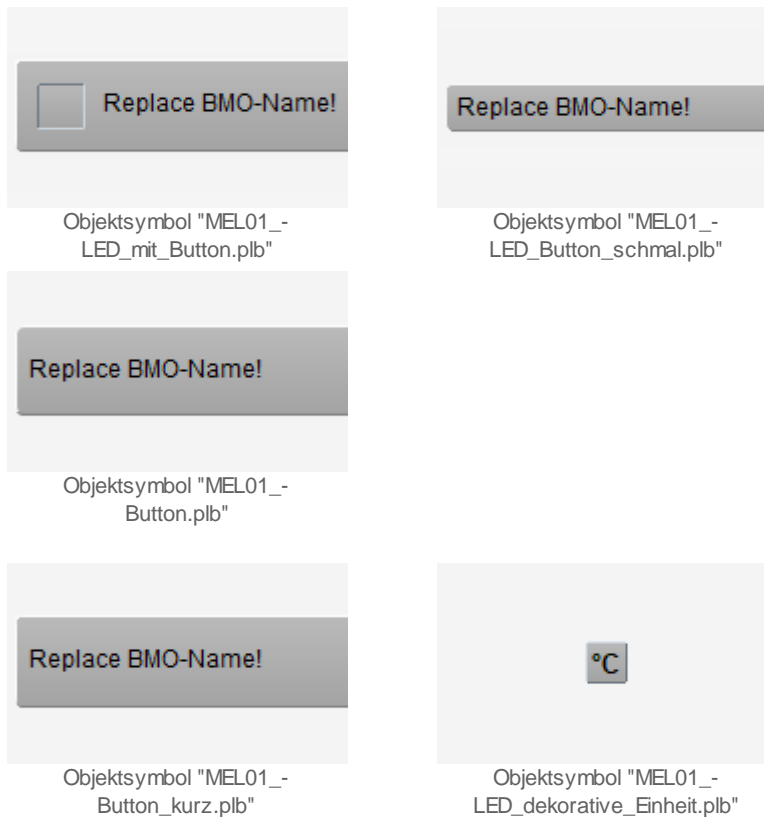 Replace BMO-Name!
Replace BMO-Name!
Objektsymbol "MEL01_-
LED_mit_Button.plb"
Objektsymbol "MEL01_-
LED_Button_schmal.plb"
Replace BMO-Name!
Objektsymbol "MEL01_-
Button.plb"
Replace BMO-Name!
°C
Objektsymbol "MEL01_-
Button_kurz.plb"
Objektsymbol "MEL01_-
LED_dekorative_Einheit.plb"